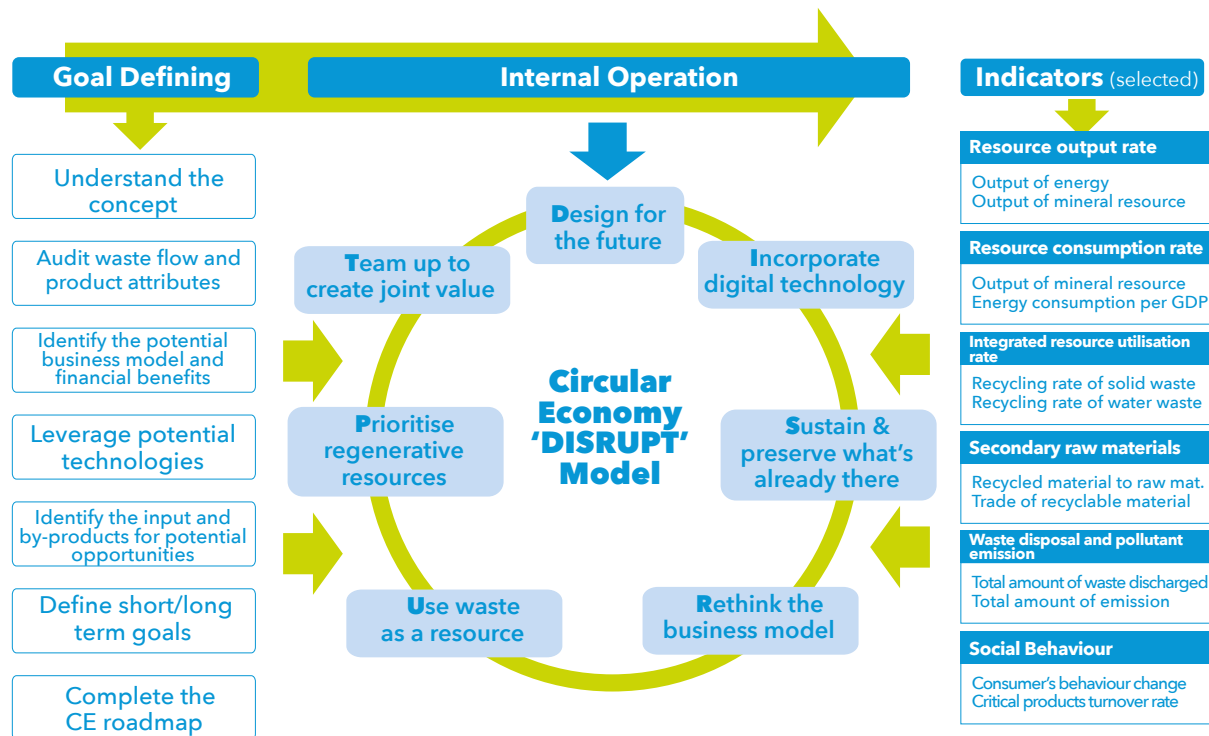 Goal Defining
Internal Operation
Indicators (selected)
Understand the
concept
Audit waste flow and
product attributes
Identify the potential
business model and
financial benefits
Leverage potential
technologies
Identify the input and
by-products for potential
opportunities
Define short/long
term goals
Complete the
CE roadmap
Design for
the future
Incorporate
digital technology
Sustain &
preserve what's
already there
Rethink the
business model
Use waste
as a resource
Prioritise
regenerative
resources
Team up to
create joint value
Circular
Economy
'DISRUPT'
Model
Resource output rate
Output of energy
Output of mineral resource
Resource consumption rate
Output of mineral resource
Energy consumption per GDP
Integrated resource utilisation
rate
Recycling rate of solid waste
Recycling rate of water waste
Secondary raw materials
Recycled material to raw mat.
Trade of recyclable material
Waste disposal and pollutant
emission
Total amount of waste discharged
Total amount of emission
Social Behaviour
Consumer's behaviour change
Critical products turnover rate